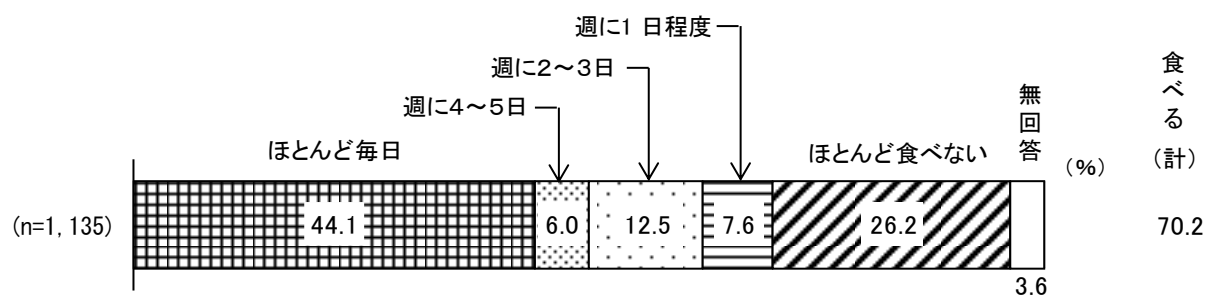 週に1 日程度
週に2～3日
週に4～5日
ほとんど毎日
ほとんど食べない
無回答
(%)
食べる(計)
(n=1,135)
44.1
6.0
12.5
7.6
26.2
3.6
70.2